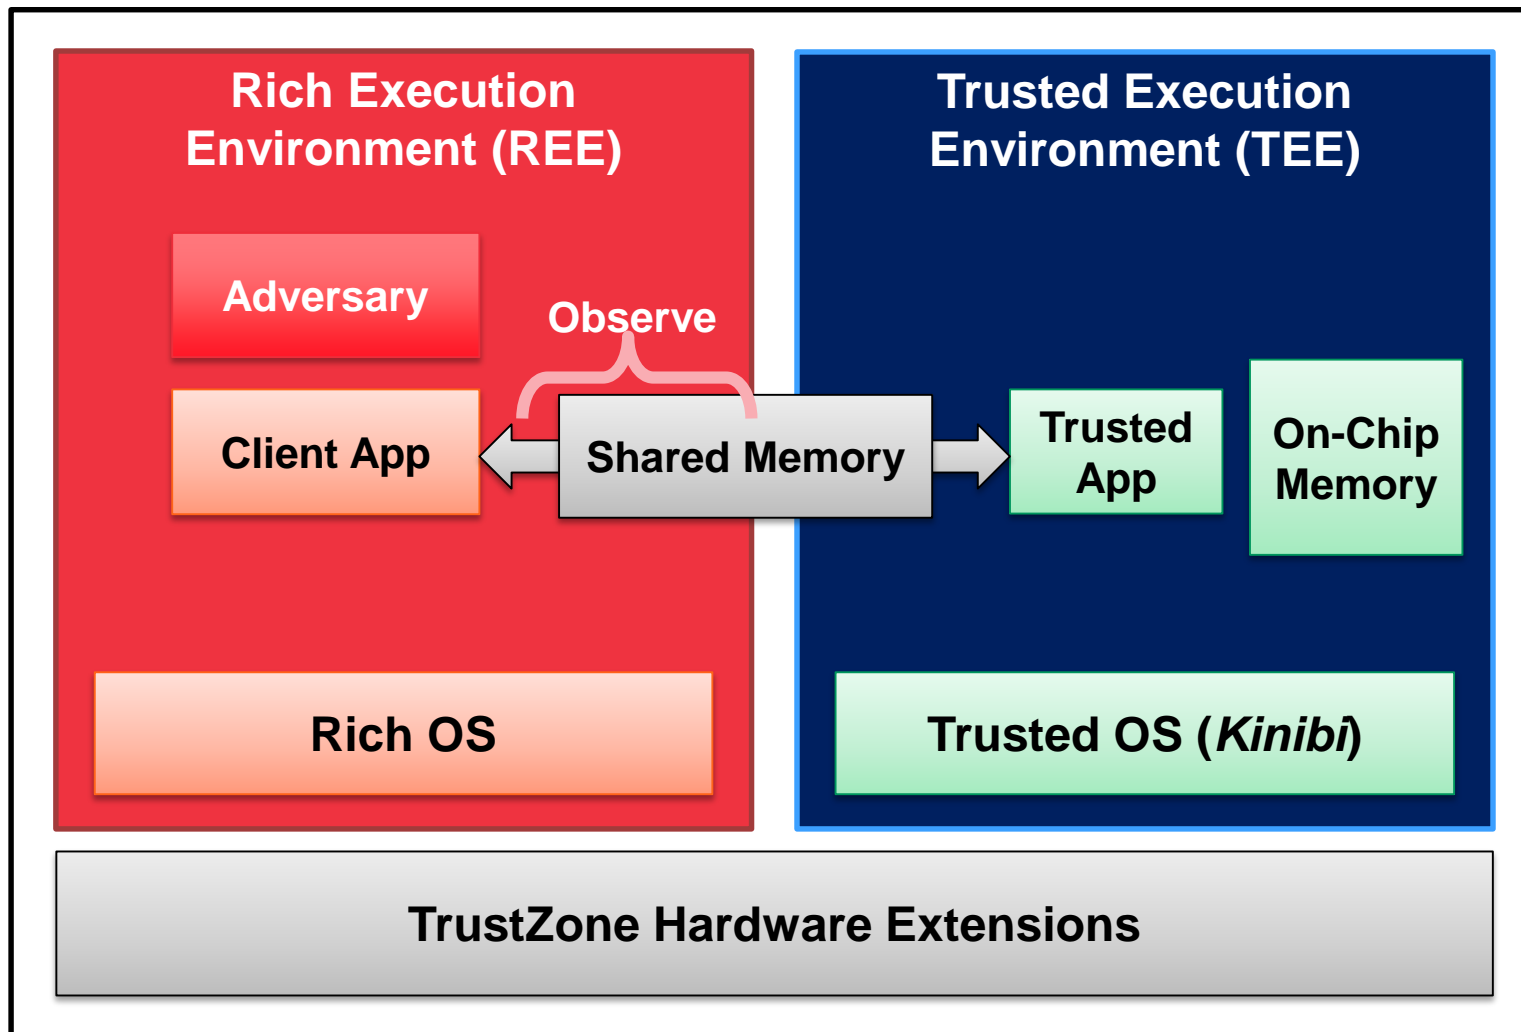 Rich Execution
Environment (REE)
Trusted Execution
Environment (TEE)
Adversary
Observe
Client App
Shared Memory
Trusted
App
On-Chip
Memory
Rich OS
Trusted OS (Kinibi)
TrustZone Hardware Extensions